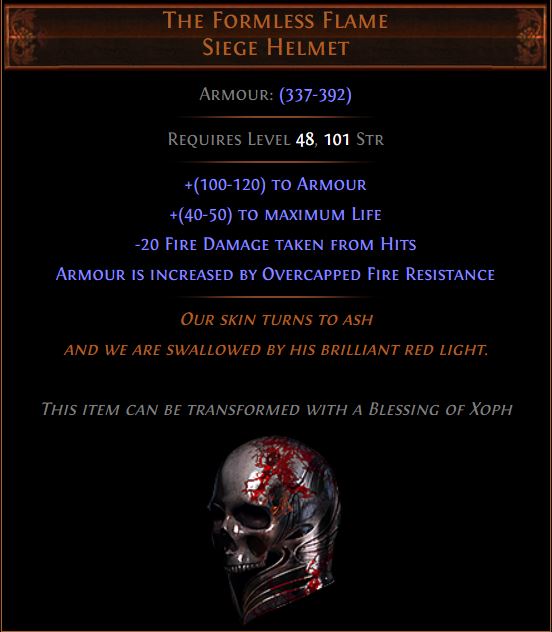 The Formless Flame
Siege Helmet
Armour: (337-392)
Requires Level 48, 101 Str
+(100-120) to Armour
+(40-50) to maximum Life
-20 Fire Damage taken from Hits
Armour is increased by Overcapped Fire Resistance
Our skin turns to ash
and we are swallowed by his brilliant red light.
This item can be transformed with a Blessing of Xoph